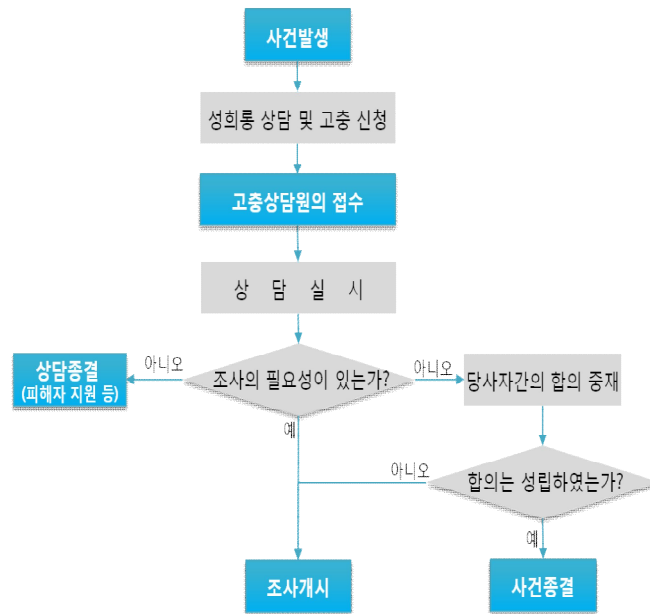 사건발생
성희롱 상담 및 고충 신청
고충상담원의 접수
상 담 실 시
아니오
아니오
상담종결
(피해자 지원 등)
조사의 필요성이 있는가?
당사자간의 합의 중재
예
아니오
합의는 성립하였는가?
예
조사개시
사건종결